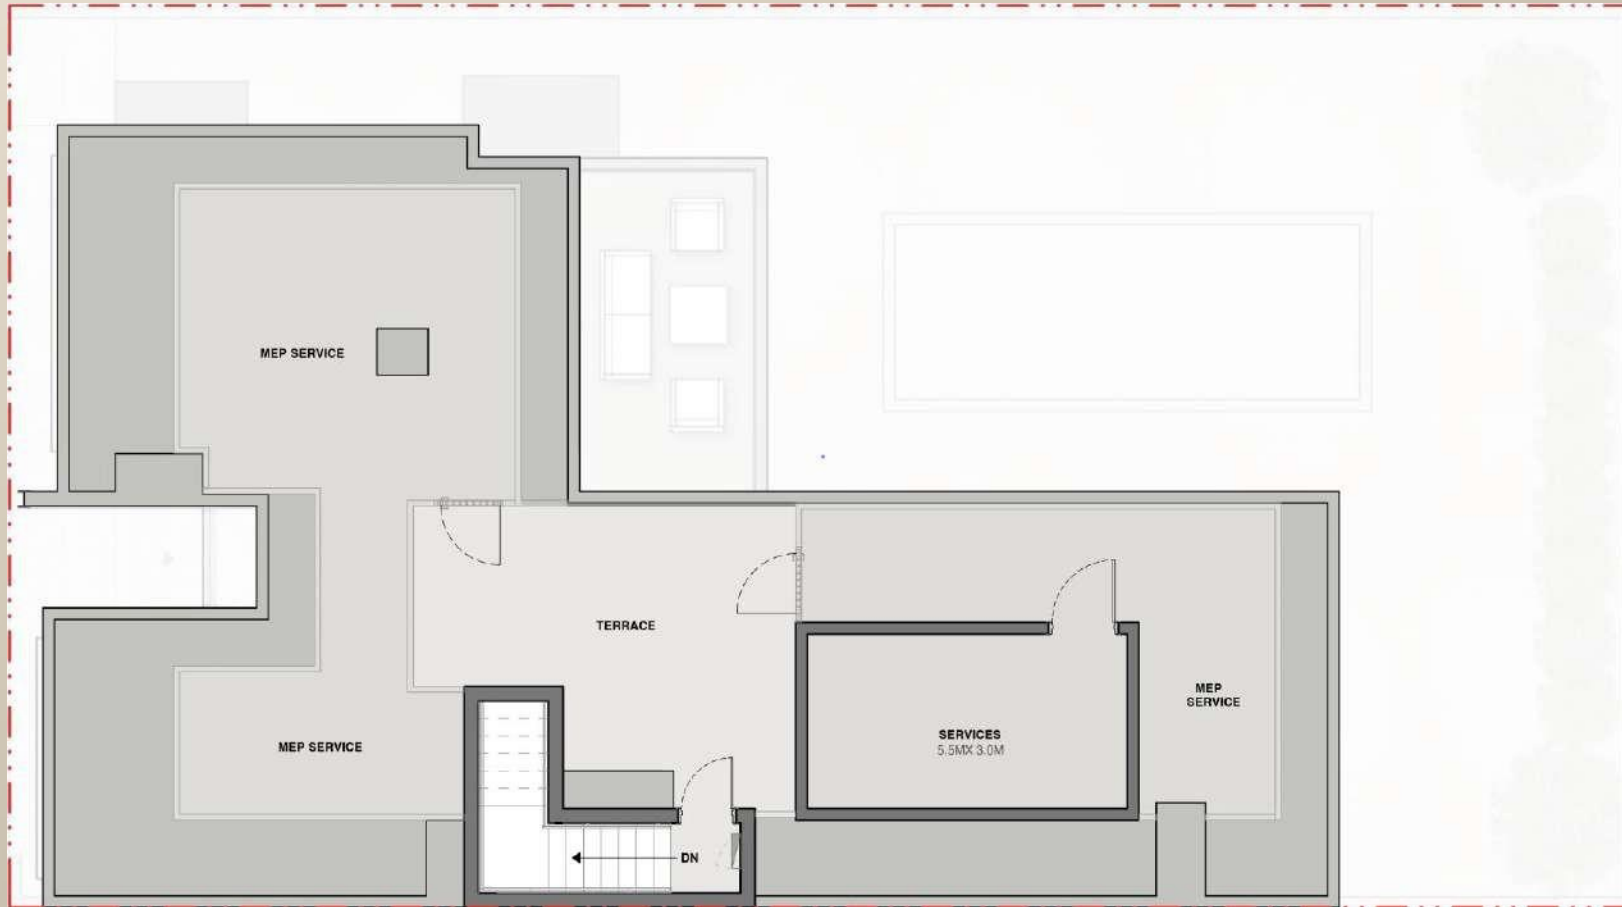 MEP SERVICE
TERRACE
MEP
SERVICE
SERVICES
5.5MX 3.0M
MEP SERVICE
DN